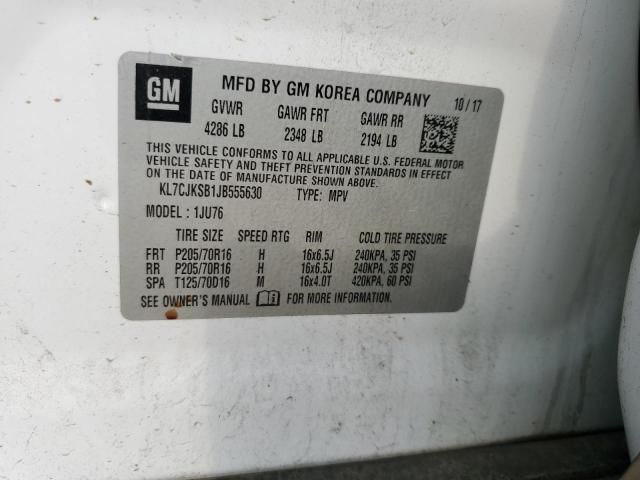 GM
MFD BY GM KOREA COMPANY 10 / 17
GVWR GAWR FRT GAWR RR
4286 LB 2348 LB 2194 LB
THIS VEHICLE CONFORMS TO ALL APPLICABLE U.S. FEDERAL MOTOR
VEHICLE SAFETY AND THEFT PREVENTION STANDARDS IN EFFECT
ON THE DATE OF MANUFACTURE SHOWN ABOVE.
KL7CJKSB1JB555630 TYPE: MPV
MODEL : 1JU76
TIRE SIZE SPEED RTG RIM COLD TIRE PRESSURE
FRT P205/70R16 H 16x6.5J 240KPA, 35 PSI
RR P205/70R16 H 16x6.5J 240KPA, 35 PSI
SPA T125/70D16 M 16x4.0T 420KPA, 60 PSI
SEE OWNER'S MANUAL FOR MORE INFORMATION